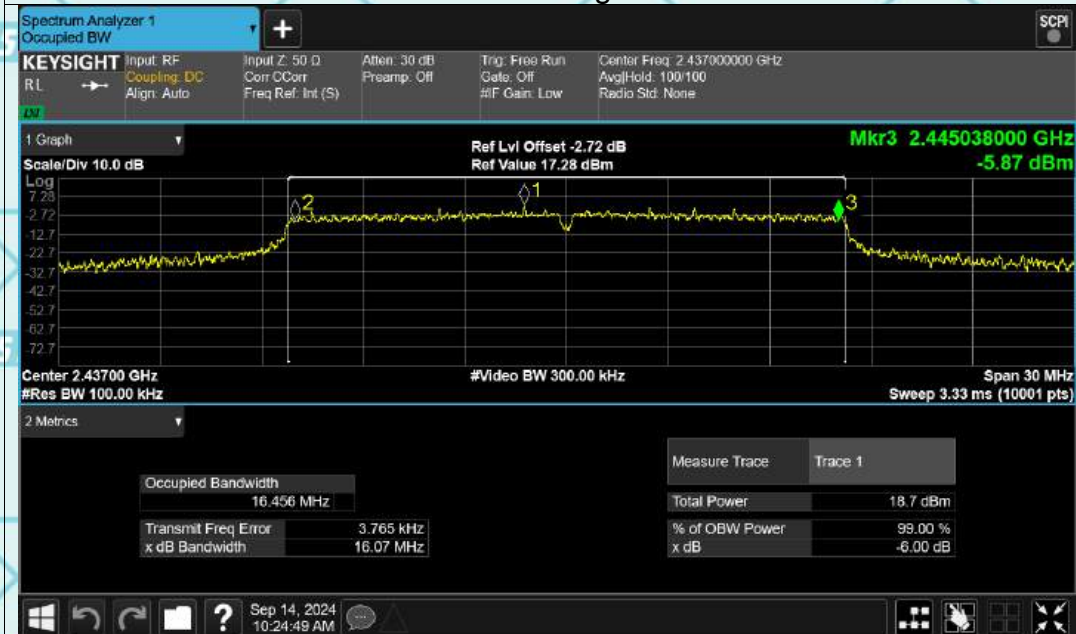 Spectrum Analyzer 1
Occupied BW
+
SCPI
KEYSIGHT
RL
LXI
Input: RF
Coupling: DC
Align: Auto
Input Z: 50 Ω
Corr CCorr
Freq Ref: Int (S)
Atten: 30 dB
Preamp: Off
Trig: Free Run
Gate: Off
#IF Gain: Low
Center Freq: 2.437000000 GHz
Avg|Hold: 100/100
Radio Std: None
1 Graph
Scale/Div 10.0 dB
Ref Lvl Offset -2.72 dB
Ref Value 17.28 dBm
Mkr3 2.445038000 GHz
-5.87 dBm
Log
7.28
-2.72
-12.7
-22.7
-32.7
-42.7
-52.7
-62.7
-72.7
2
1
3
Center 2.43700 GHz
#Res BW 100.00 kHz
#Video BW 300.00 kHz
Span 30 MHz
Sweep 3.33 ms (10001 pts)
2 Metrics
Occupied Bandwidth
16.456 MHz
Transmit Freq Error 3.765 kHz
x dB Bandwidth 16.07 MHz
Measure Trace Trace 1
Total Power 18.7 dBm
% of OBW Power 99.00 %
x dB -6.00 dB
?
Sep 14, 2024
10:24:49 AM